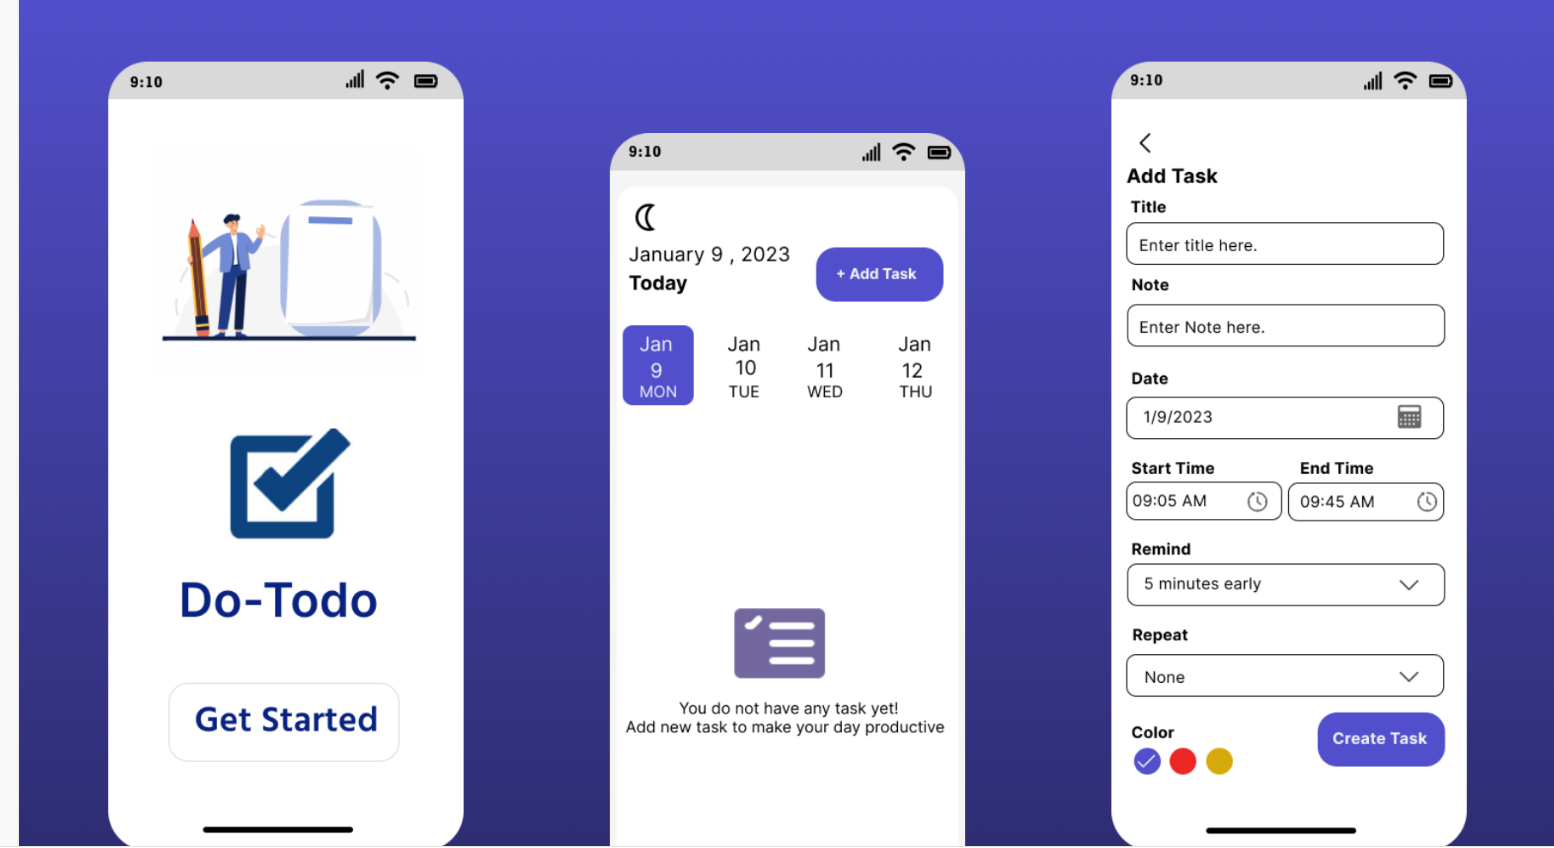 9:10
Do-Todo
Get Started
9:10
January 9 , 2023
Today
+ Add Task
Jan
9
MON
Jan
10
TUE
Jan
11
WED
Jan
12
THU
You do not have any task yet!
Add new task to make your day productive
9:10
Add Task
Title
Enter title here.
Note
Enter Note here.
Date
1/9/2023
Start Time
End Time
09:05 AM
09:45 AM
Remind
5 minutes early
Repeat
None
Color
Create Task